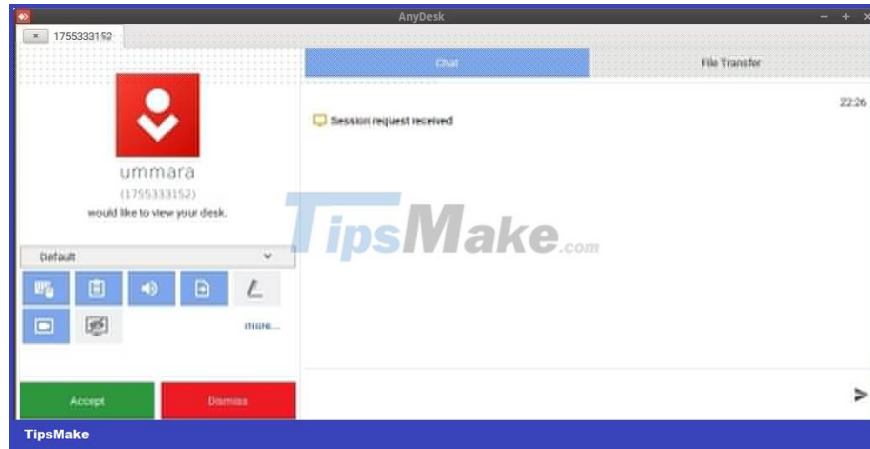 AnyDesk
1755333152
Chat
File Transfer
22:26
Session request received
ummara
(1755333152)
would like to view your desk.
Default
more...
Accept
Dismiss
TipsMake.com
TipsMake